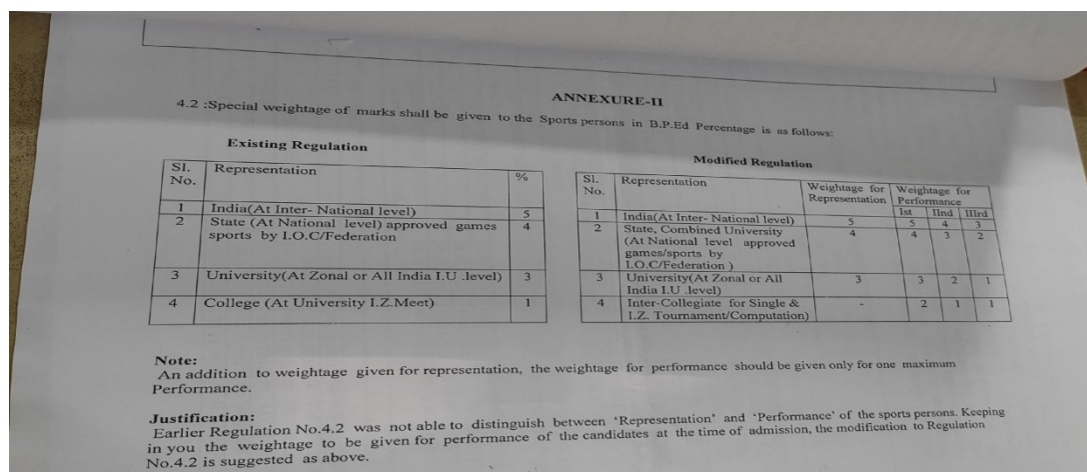 ANNEXURE-II
4.2 :Special weightage of marks shall be given to the Sports persons in B.P.Ed Percentage is as follows:
Existing Regulation
Sl. No. Representation %
1 India(At Inter- National level) 5
2 State (At National level) approved games 4
sports by I.O.C/Federation
3 University(At Zonal or All India I.U .level) 3
4 College (At University I.Z.Meet) 1
Modified Regulation
Sl. No. Representation Weightage for Representation Weightage for Performance
Ist IInd IIIrd
1 India(At Inter- National level) 5 5 4 3
2 State, Combined University 4 4 3 2
(At National level approved
games/sports by
I.O.C/Federation )
3 University(At Zonal or All 3 3 2 1
India I.U .level)
4 Inter-Collegiate for Single & - 2 1 1
I.Z. Tournament/Computation)
Note:
An addition to weightage given for representation, the weightage for performance should be given only for one maximum
Performance.
Justification:
Earlier Regulation No.4.2 was not able to distinguish between 'Representation' and 'Performance' of the sports persons. Keeping
in you the weightage to be given for performance of the candidates at the time of admission, the modification to Regulation
No.4.2 is suggested as above.